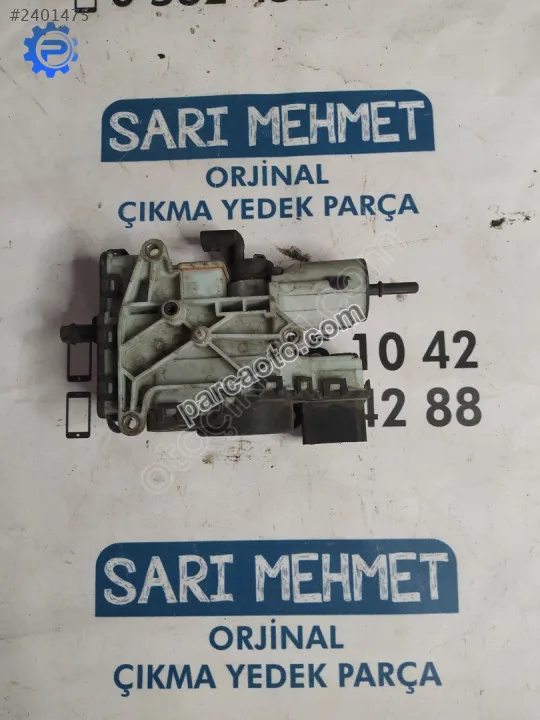 #2401475
SARI MEHMET
ORJİNAL
ÇIKMA YEDEK PARÇA
parcaoto.com
10 42
42 88
SARI MEHMET
ORJİNAL
ÇIKMA YEDEK PARÇA